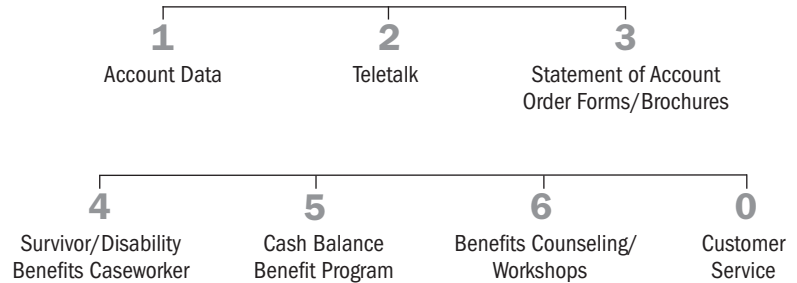 1 2 3
Account Data Teletalk Statement of Account
Order Forms/Brochures
4 5 6 0
Survivor/Disability Cash Balance Benefits Counseling/ Customer
Benefits Caseworker Benefit Program Workshops Service